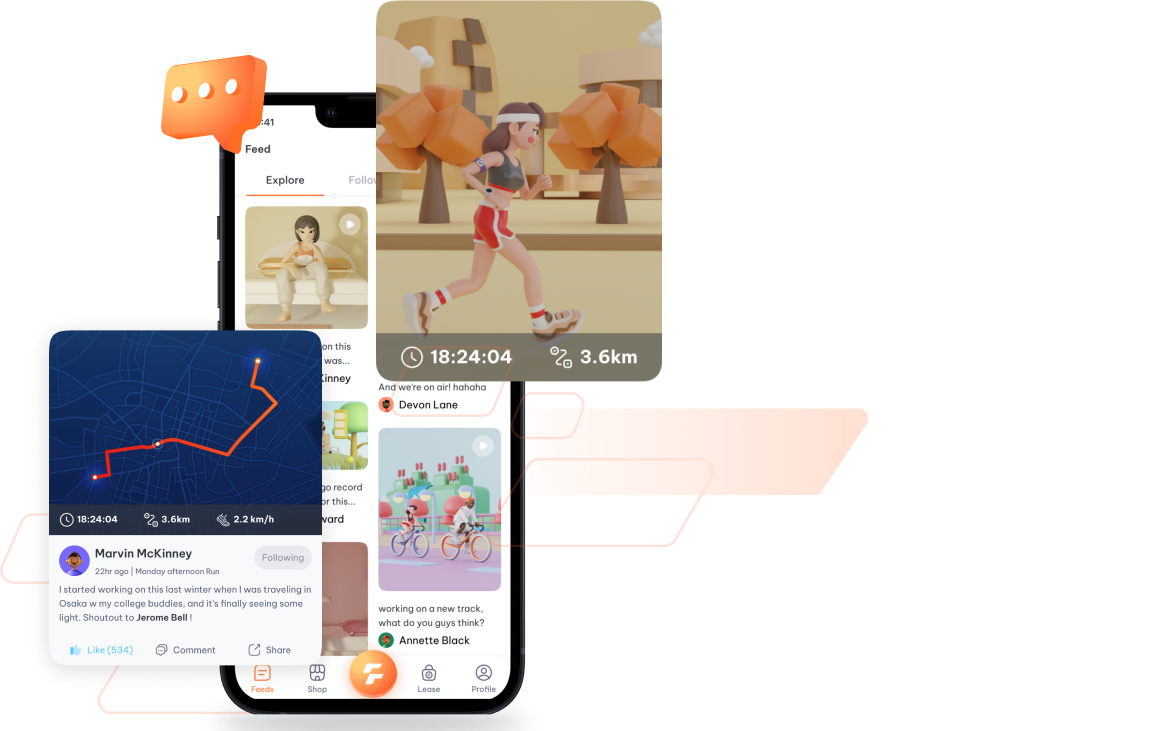 :41
Feed
Explore
Follow
18:24:04
3.6km
on this
was...
Kinney
And we're on air! hahaha
Devon Lane
go record
or this...
ward
working on a new track,
what do you guys think?
Annette Black
18:24:04
3.6km
2.2 km/h
Marvin McKinney
Following
22hr ago | Monday afternoon Run
I started working on this last winter when I was traveling in
Osaka w my college buddies, and it's finally seeing some
light. Shoutout to Jerome Bell !
Like (534)
Comment
Share
Feeds
Shop
Lease
Profile